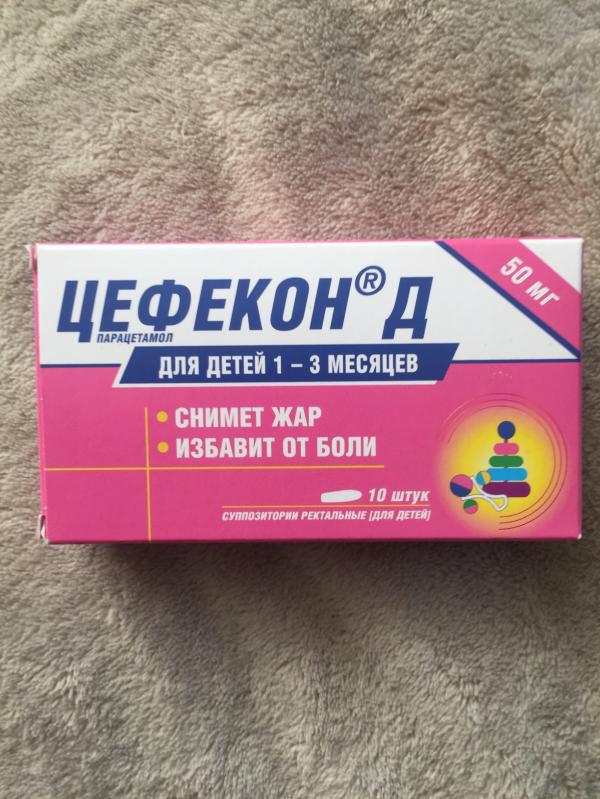 ЦЕФЕКОН® Д
50 МГ
ПАРАЦЕТАМОЛ
ДЛЯ ДЕТЕЙ 1 – 3 МЕСЯЦЕВ
• СНИМЕТ ЖАР
• ИЗБАВИТ ОТ БОЛИ
10 штук
СУППОЗИТОРИИ РЕКТАЛЬНЫЕ [ДЛЯ ДЕТЕЙ]